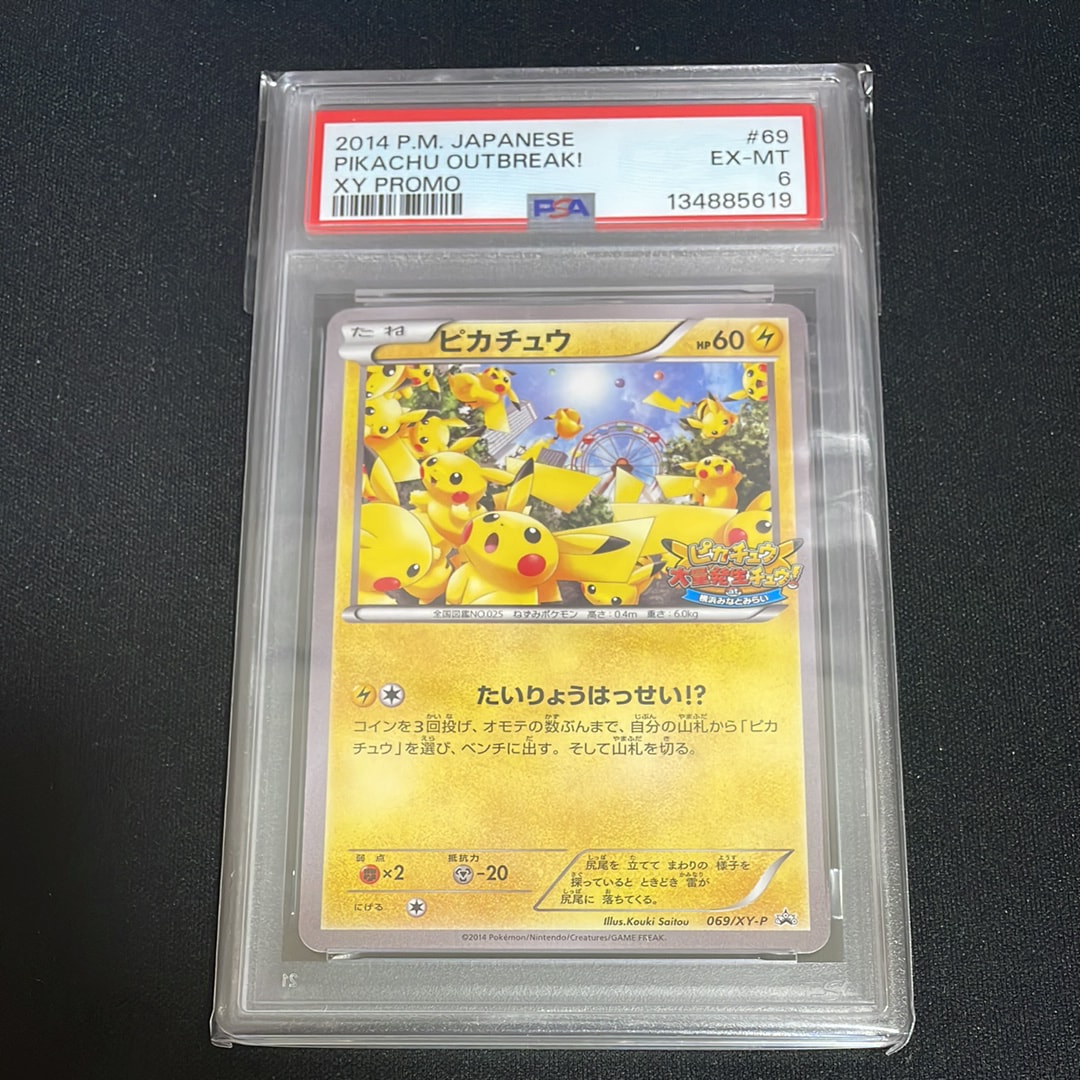 2014 P.M. JAPANESE #69
PIKACHU OUTBREAK! EX-MT
XY PROMO 6
PSA 134885619
たね ピカチュウ HP60
ピカチュウ
大量発生チュウ!
at
横浜みなとみらい
全国図鑑NO.025 ねずみポケモン 高さ:0.4m 重さ:6.0kg
たいりょうはっせい!?
コインを3回投げ、オモテの数ぶんまで、自分の山札から「ピカ
チュウ」を選び、ベンチに出す。そして山札を切る。
弱点 ×2 抵抗力 -20
にげる
尻尾を 立てて まわりの 様子を
探っていると ときどき 雷が
尻尾に 落ちてくる。
Illus.Kouki Saitou 069/XY-P
©2014 Pokémon/Nintendo/Creatures/GAME FREAK.